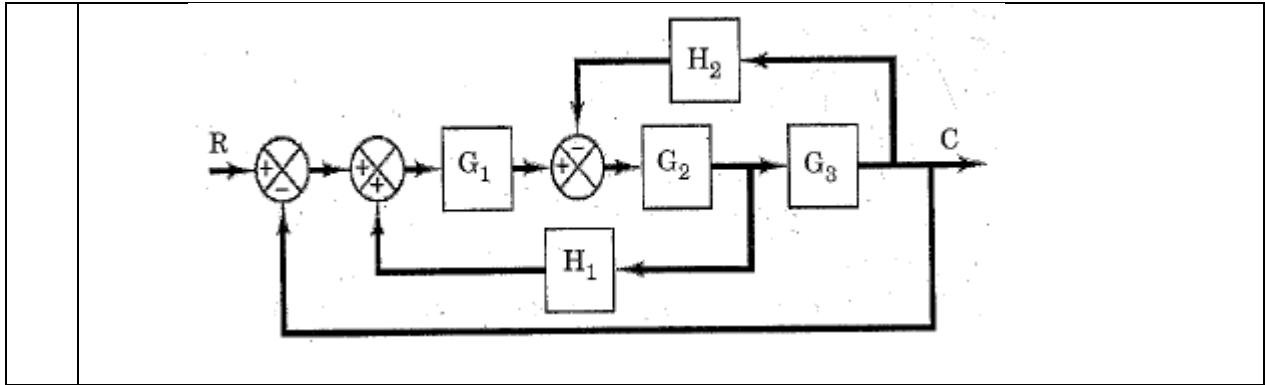 H₂
R
+
-
+
+
G₁
-
+
G₂
G₃
C
H₁